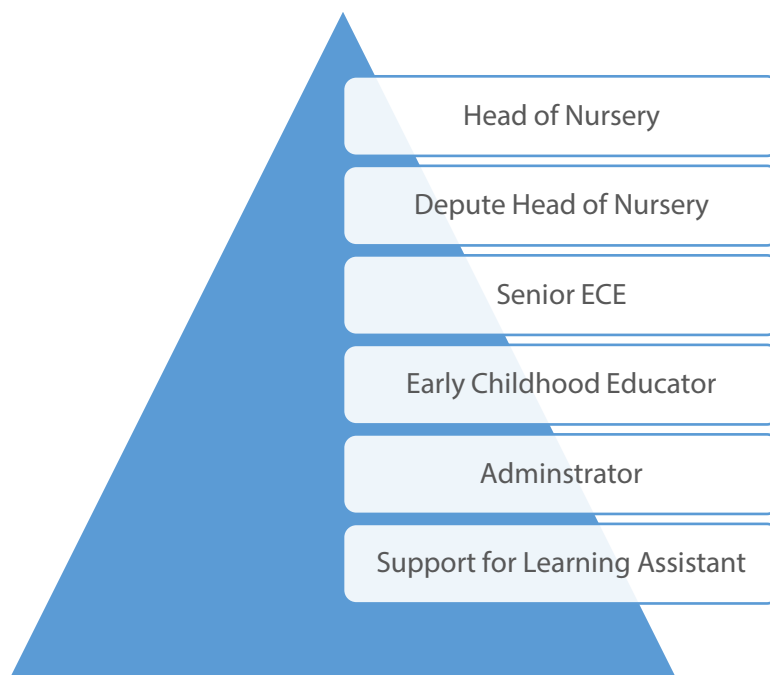 Head of Nursery
Depute Head of Nursery
Senior ECE
Early Childhood Educator
Adminstrator
Support for Learning Assistant